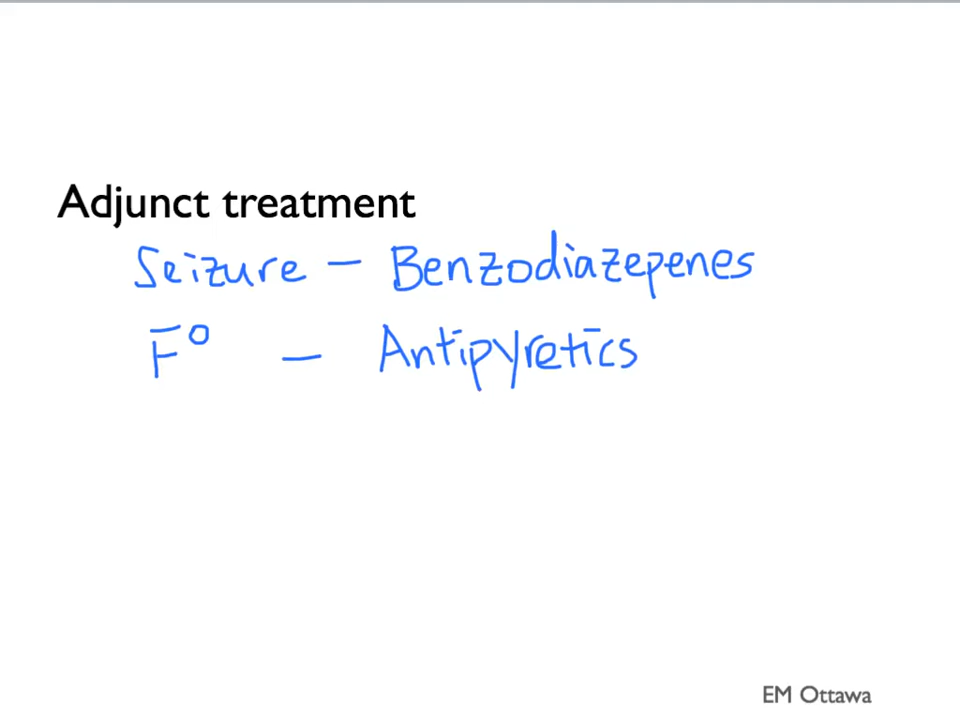 Adjunct treatment
Seizure – Benzodiazepenes
F° – Antipyretics
EM Ottawa